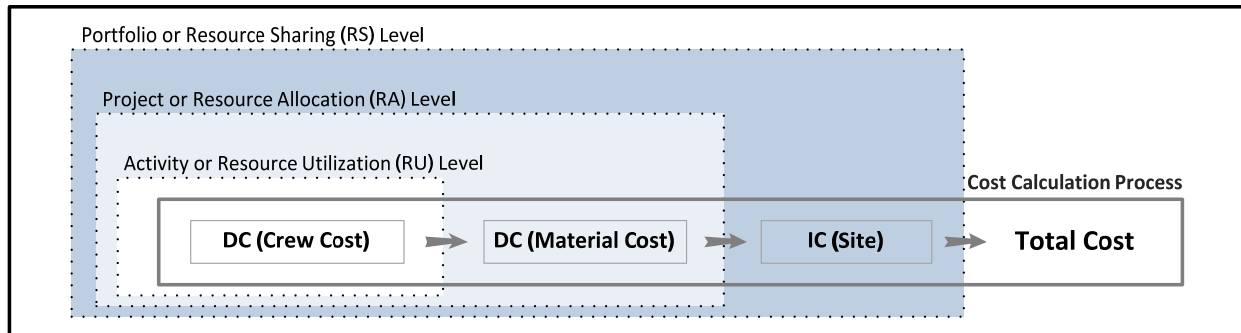 Portfolio or Resource Sharing (RS) Level
Project or Resource Allocation (RA) Level
Activity or Resource Utilization (RU) Level
Cost Calculation Process
DC (Crew Cost)
DC (Material Cost)
IC (Site)
Total Cost